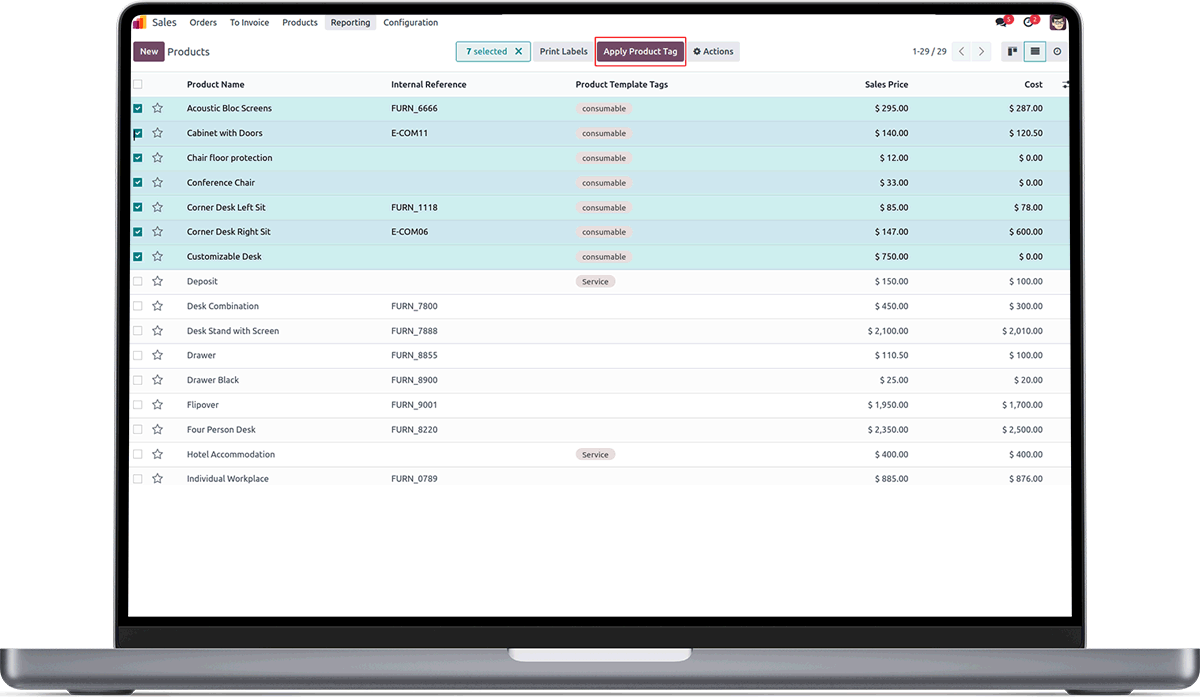 Sales Orders To Invoice Products Reporting Configuration 5 2
New Products 7 selected × Print Labels Apply Product Tag Actions 1-29 / 29
Product Name Internal Reference Product Template Tags Sales Price Cost
Acoustic Bloc Screens FURN_6666 consumable $ 295.00 $ 287.00
Cabinet with Doors E-COM11 consumable $ 140.00 $ 120.50
Chair floor protection consumable $ 12.00 $ 0.00
Conference Chair consumable $ 33.00 $ 0.00
Corner Desk Left Sit FURN_1118 consumable $ 85.00 $ 78.00
Corner Desk Right Sit E-COM06 consumable $ 147.00 $ 600.00
Customizable Desk consumable $ 750.00 $ 0.00
Deposit Service $ 150.00 $ 100.00
Desk Combination FURN_7800 $ 450.00 $ 300.00
Desk Stand with Screen FURN_7888 $ 2,100.00 $ 2,010.00
Drawer FURN_8855 $ 110.50 $ 100.00
Drawer Black FURN_8900 $ 25.00 $ 20.00
Flipover FURN_9001 $ 1,950.00 $ 1,700.00
Four Person Desk FURN_8220 $ 2,350.00 $ 2,500.00
Hotel Accommodation Service $ 400.00 $ 400.00
Individual Workplace FURN_0789 $ 885.00 $ 876.00